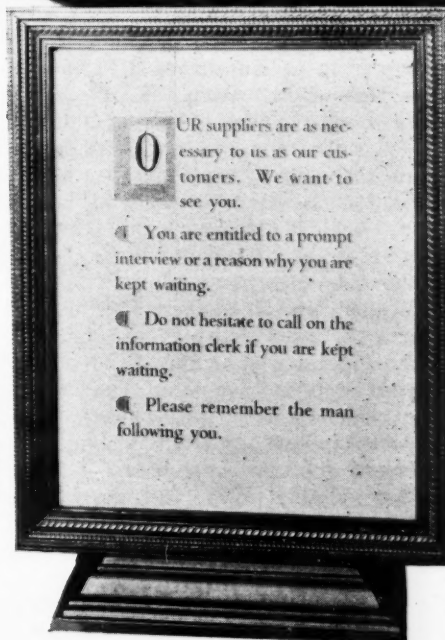 OUR suppliers are as nec-
essary to us as our cus-
tomers. We want to
see you.
¶ You are entitled to a prompt
interview or a reason why you are
kept waiting.
¶ Do not hesitate to call on the
information clerk if you are kept
waiting.
¶ Please remember the man
following you.